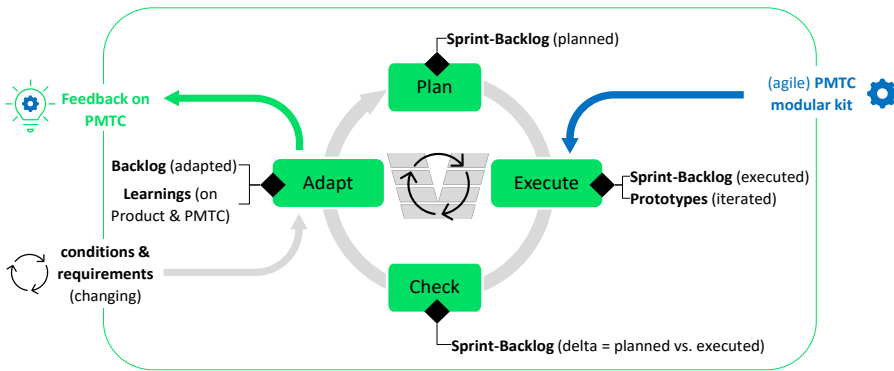 Sprint-Backlog (planned)
Plan
Feedback on
PMTC
(agile) PMTC
modular kit
Backlog (adapted)
Learnings (on
Product & PMTC)
Adapt
Execute
Sprint-Backlog (executed)
Prototypes (iterated)
conditions &
requirements
(changing)
Check
Sprint-Backlog (delta = planned vs. executed)